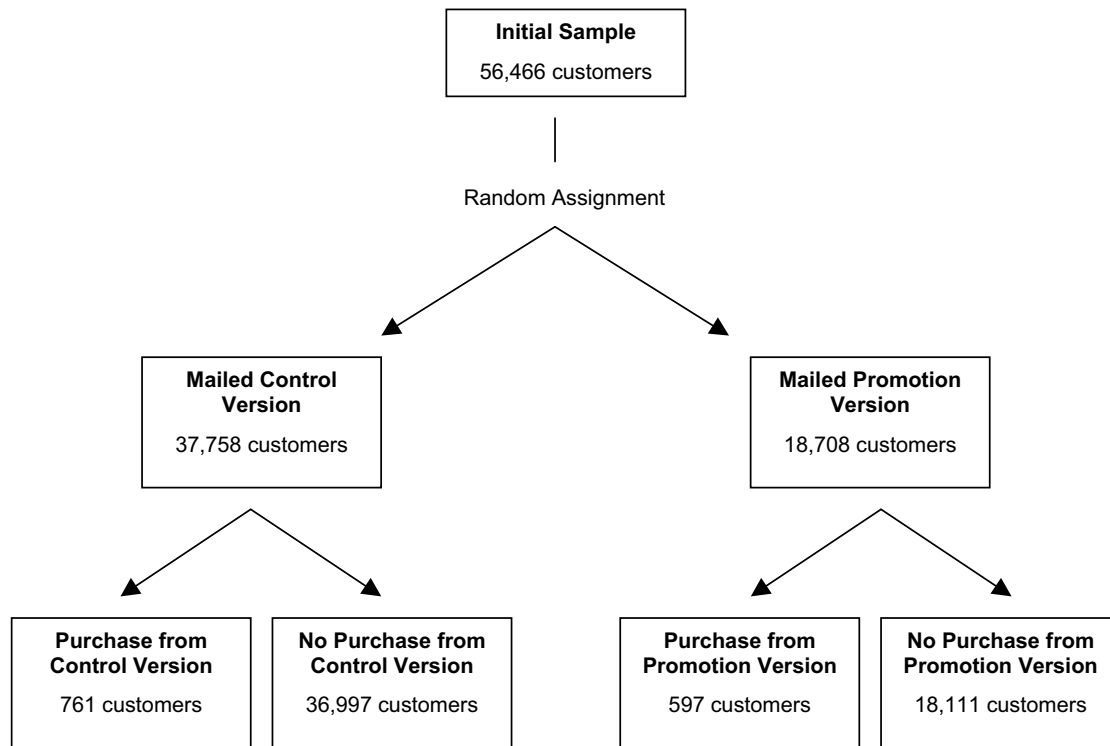 Initial Sample
56,466 customers
Random Assignment
Mailed Control
Version
37,758 customers
Mailed Promotion
Version
18,708 customers
Purchase from
Control Version
761 customers
No Purchase from
Control Version
36,997 customers
Purchase from
Promotion Version
597 customers
No Purchase from
Promotion Version
18,111 customers